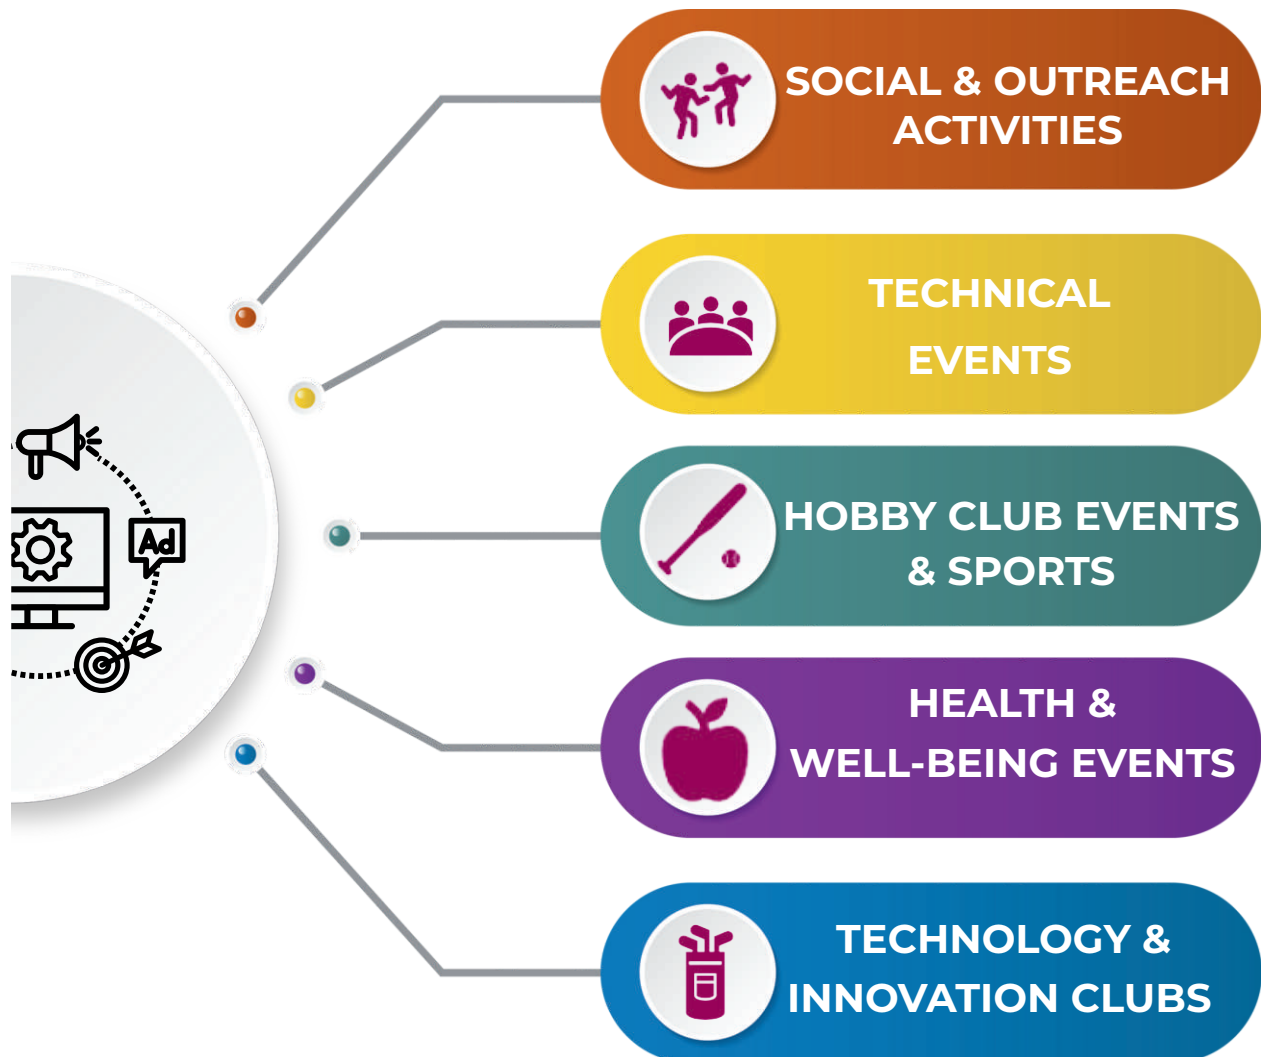 SOCIAL & OUTREACH
ACTIVITIES
TECHNICAL
EVENTS
Ad
HOBBY CLUB EVENTS
& SPORTS
HEALTH &
WELL-BEING EVENTS
TECHNOLOGY &
INNOVATION CLUBS